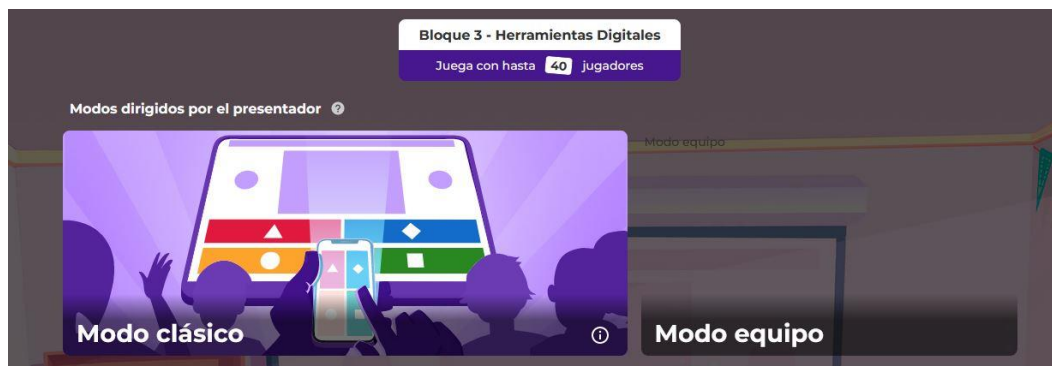 Bloque 3 - Herramientas Digitales
Juega con hasta 40 jugadores
Modos dirigidos por el presentador ?
Modo equipo
Modo clásico
Modo equipo